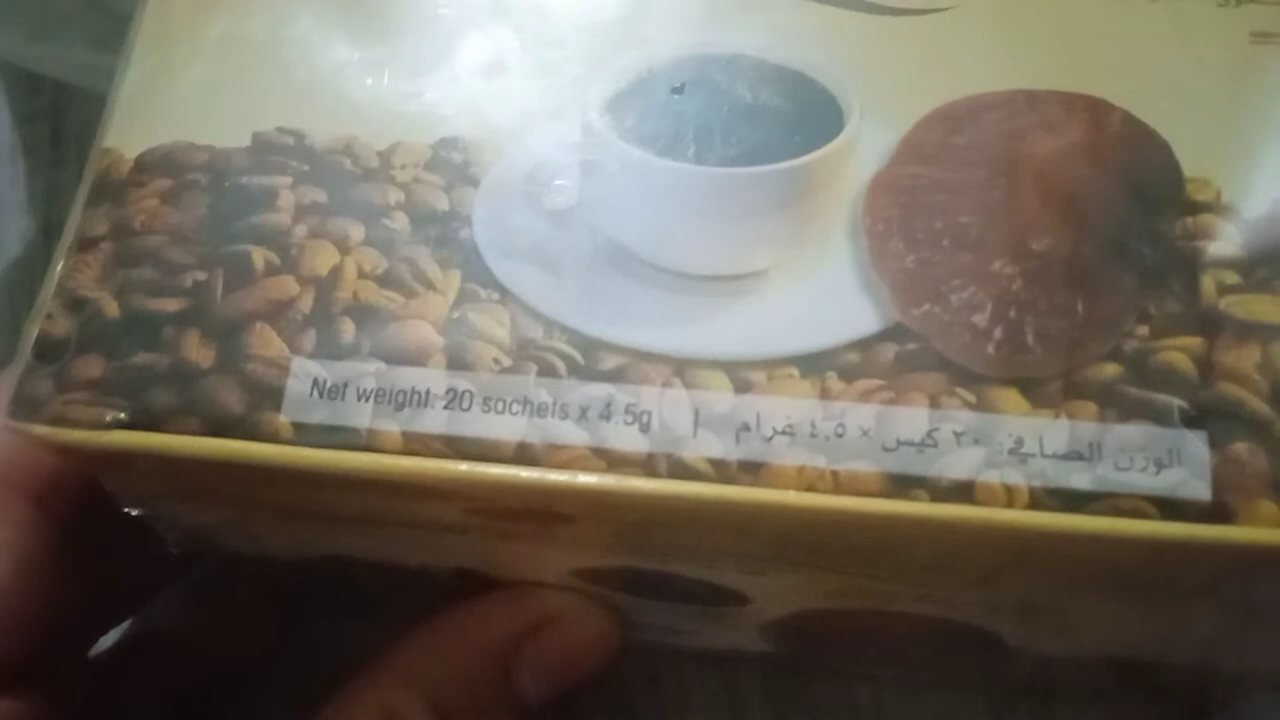 Net weight: 20 sachets x 4.5g | الوزن الصافي: ٢٠ كيس × ٤,٥ غرام